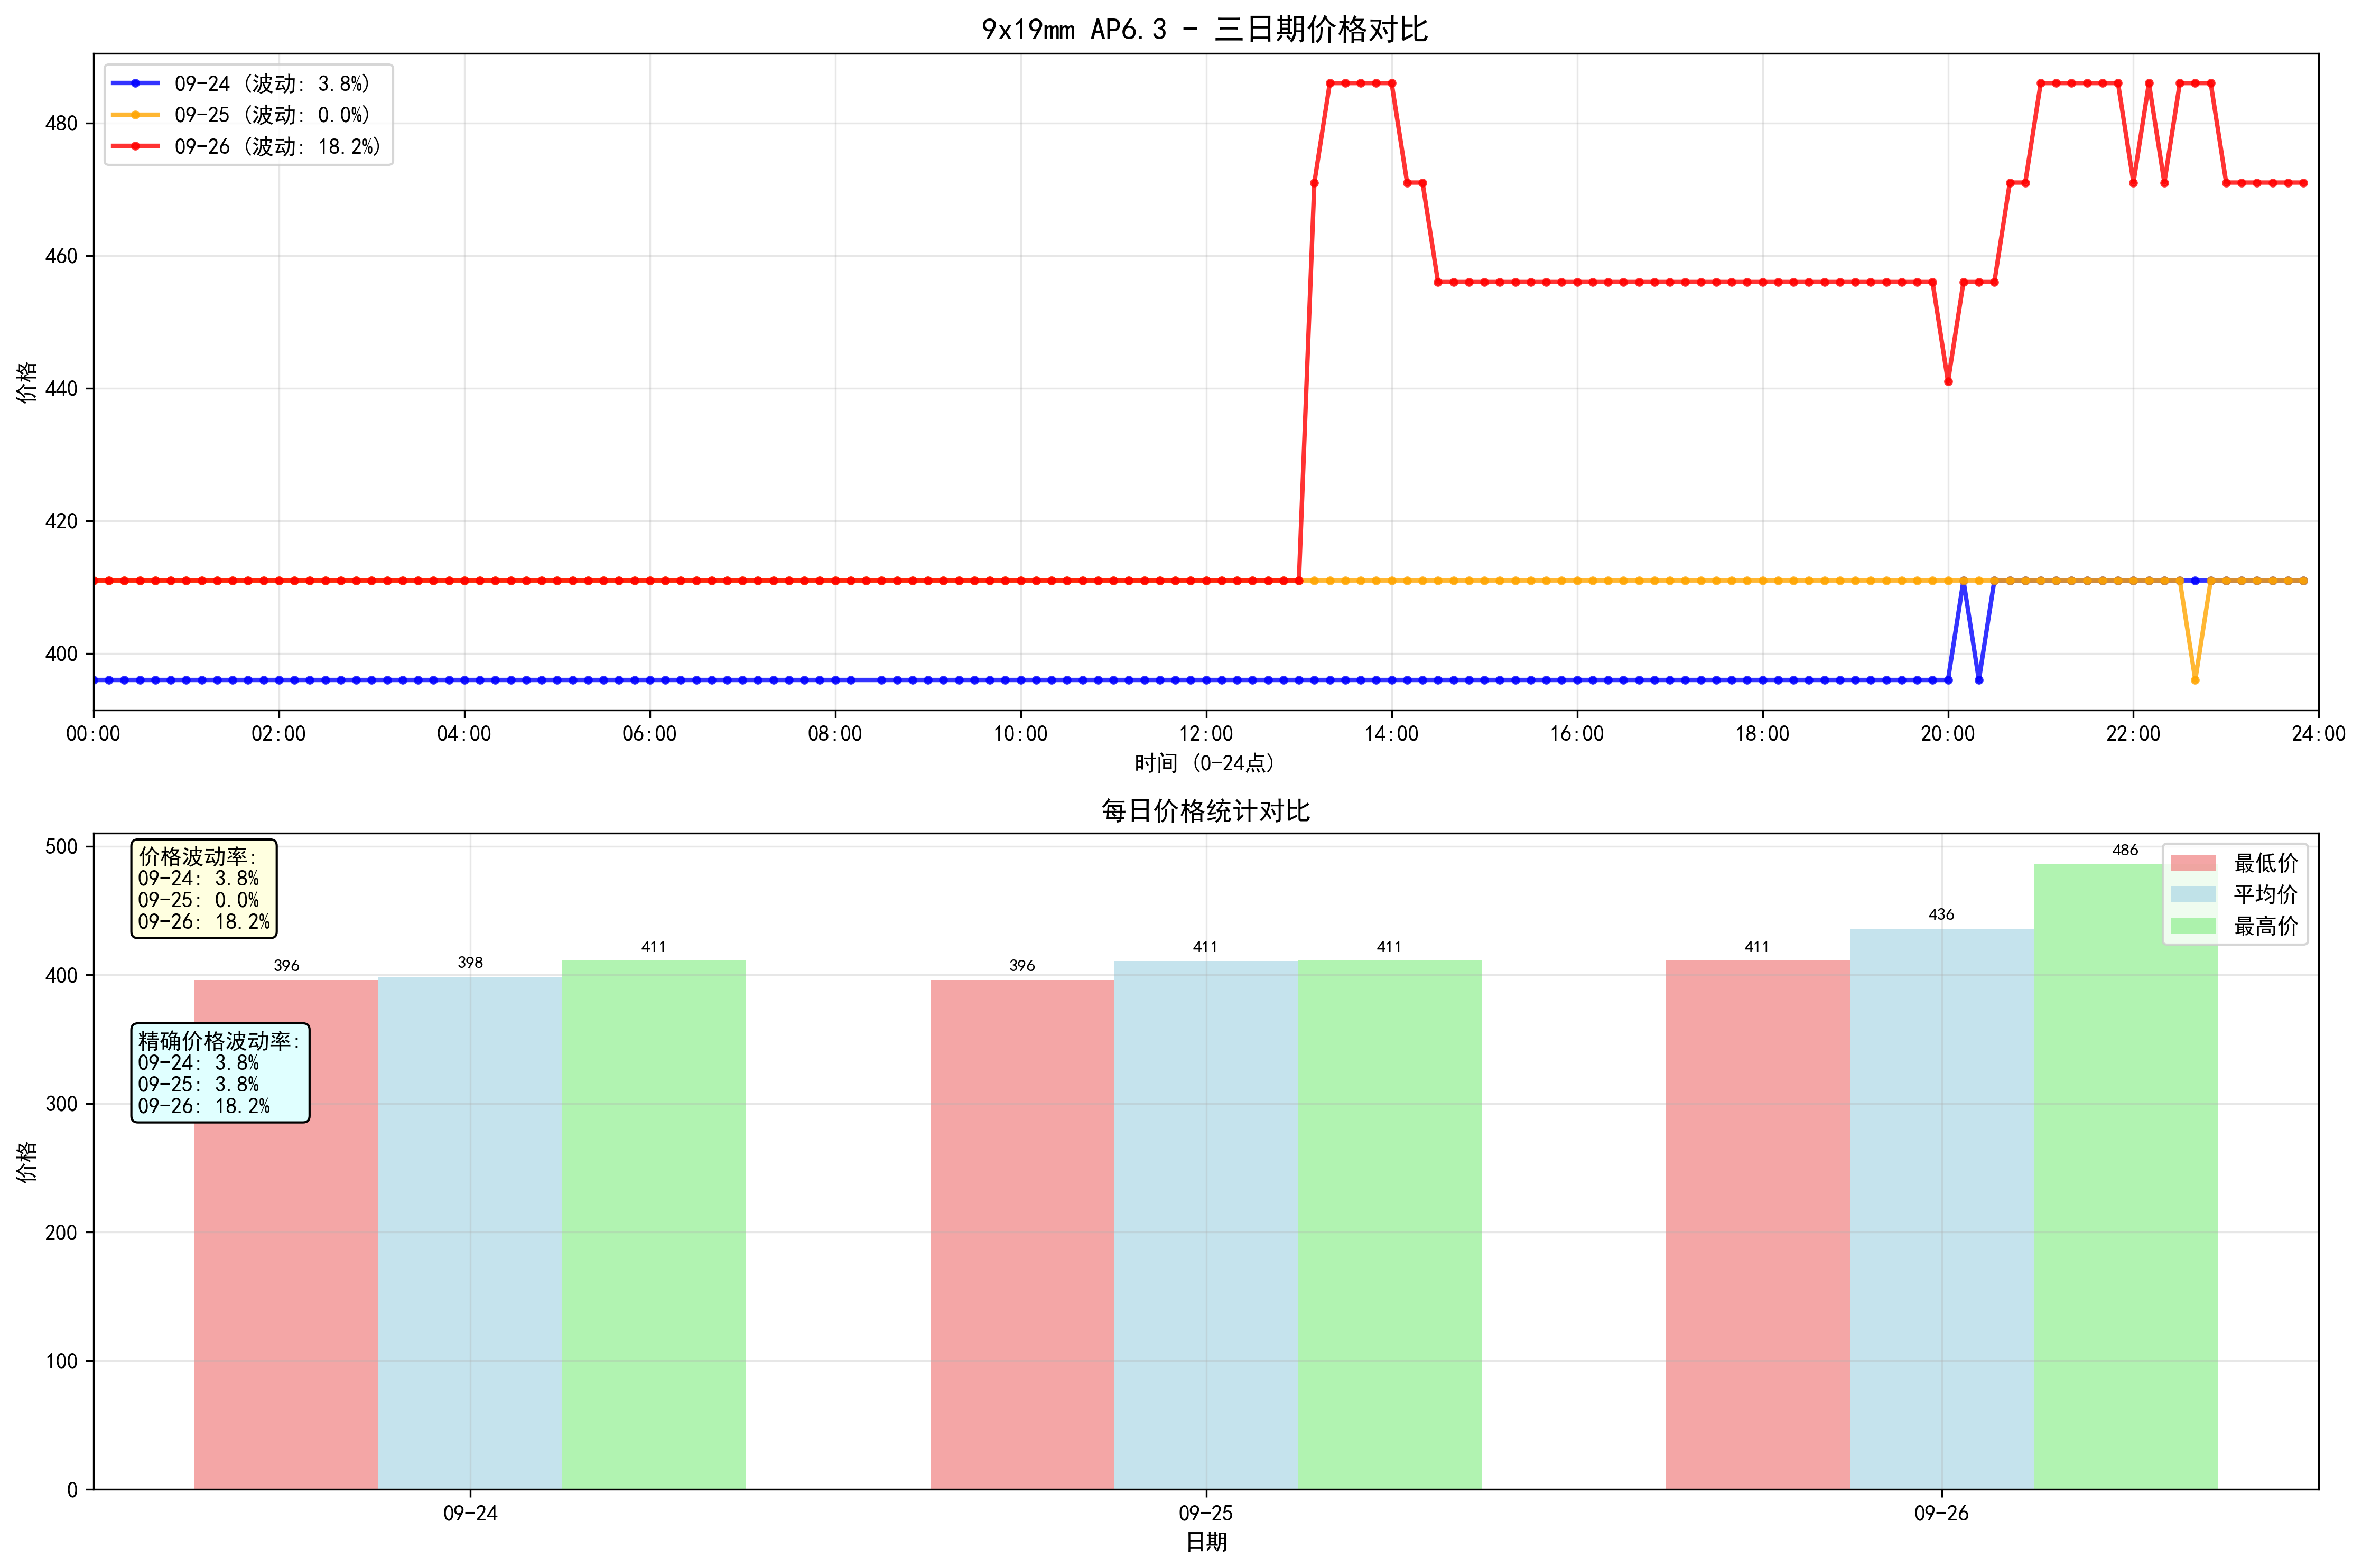 9x19mm AP6.3 - 三日期价格对比
09-24 (波动: 3.8%)
09-25 (波动: 0.0%)
09-26 (波动: 18.2%)
480
460
440
420
400
价格
00:00 02:00 04:00 06:00 08:00 10:00 12:00 14:00 16:00 18:00 20:00 22:00 24:00
时间 (0-24点)
每日价格统计对比
价格波动率:
09-24: 3.8%
09-25: 0.0%
09-26: 18.2%
精确价格波动率:
09-24: 3.8%
09-25: 3.8%
09-26: 18.2%
最低价
平均价
最高价
396 398 411 396 411 411 411 436 486
500
400
300
200
100
0
价格
09-24 09-25 09-26
日期